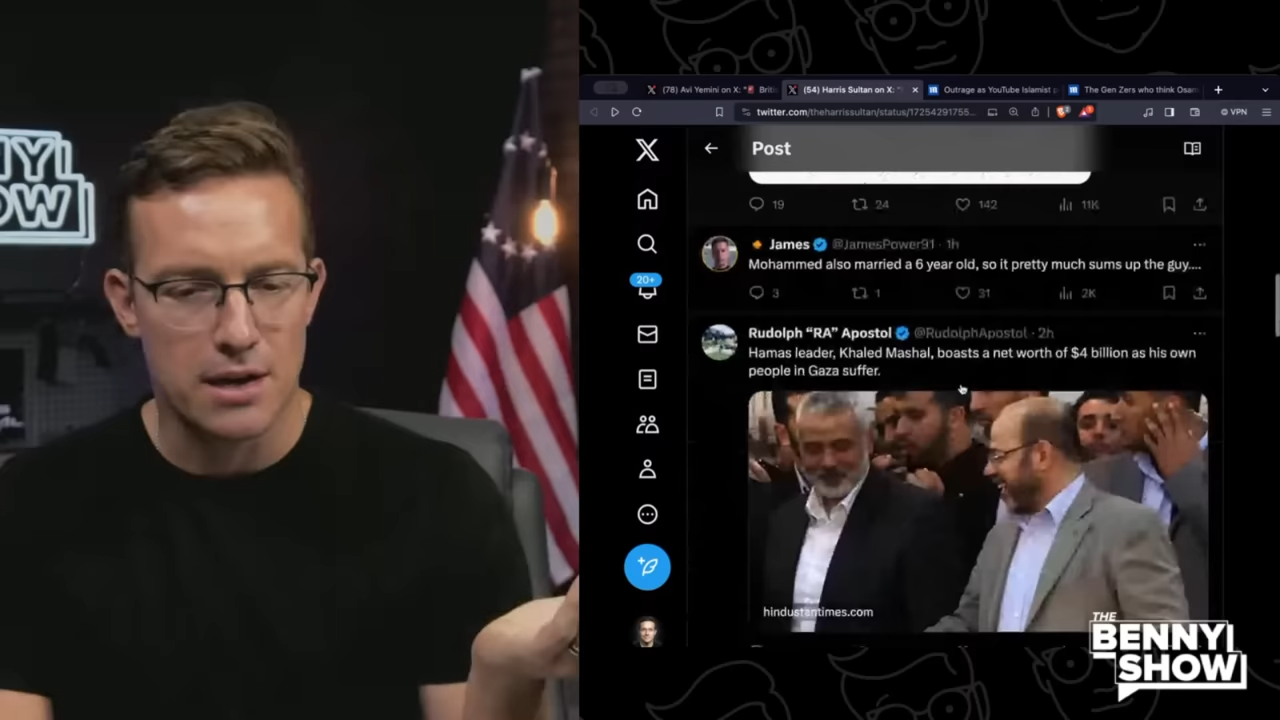 NY
OW
(78) Avi Yemini on X: "🚨 Briti
(54) Harris Sultan on X: "
Outrage as YouTube Islamist p
The Gen Zers who think Osam
twitter.com/theharrissultan/status/17254291755...
VPN
Post
19
24
142
11K
James @JamesPower91 · 1h
Mohammed also married a 6 year old, so it pretty much sums up the guy....
3
1
31
2K
20+
Rudolph “RA” Apostol @RudolphApostol · 2h
Hamas leader, Khaled Mashal, boasts a net worth of $4 billion as his own
people in Gaza suffer.
hindustantimes.com
THE
BENNY
SHOW